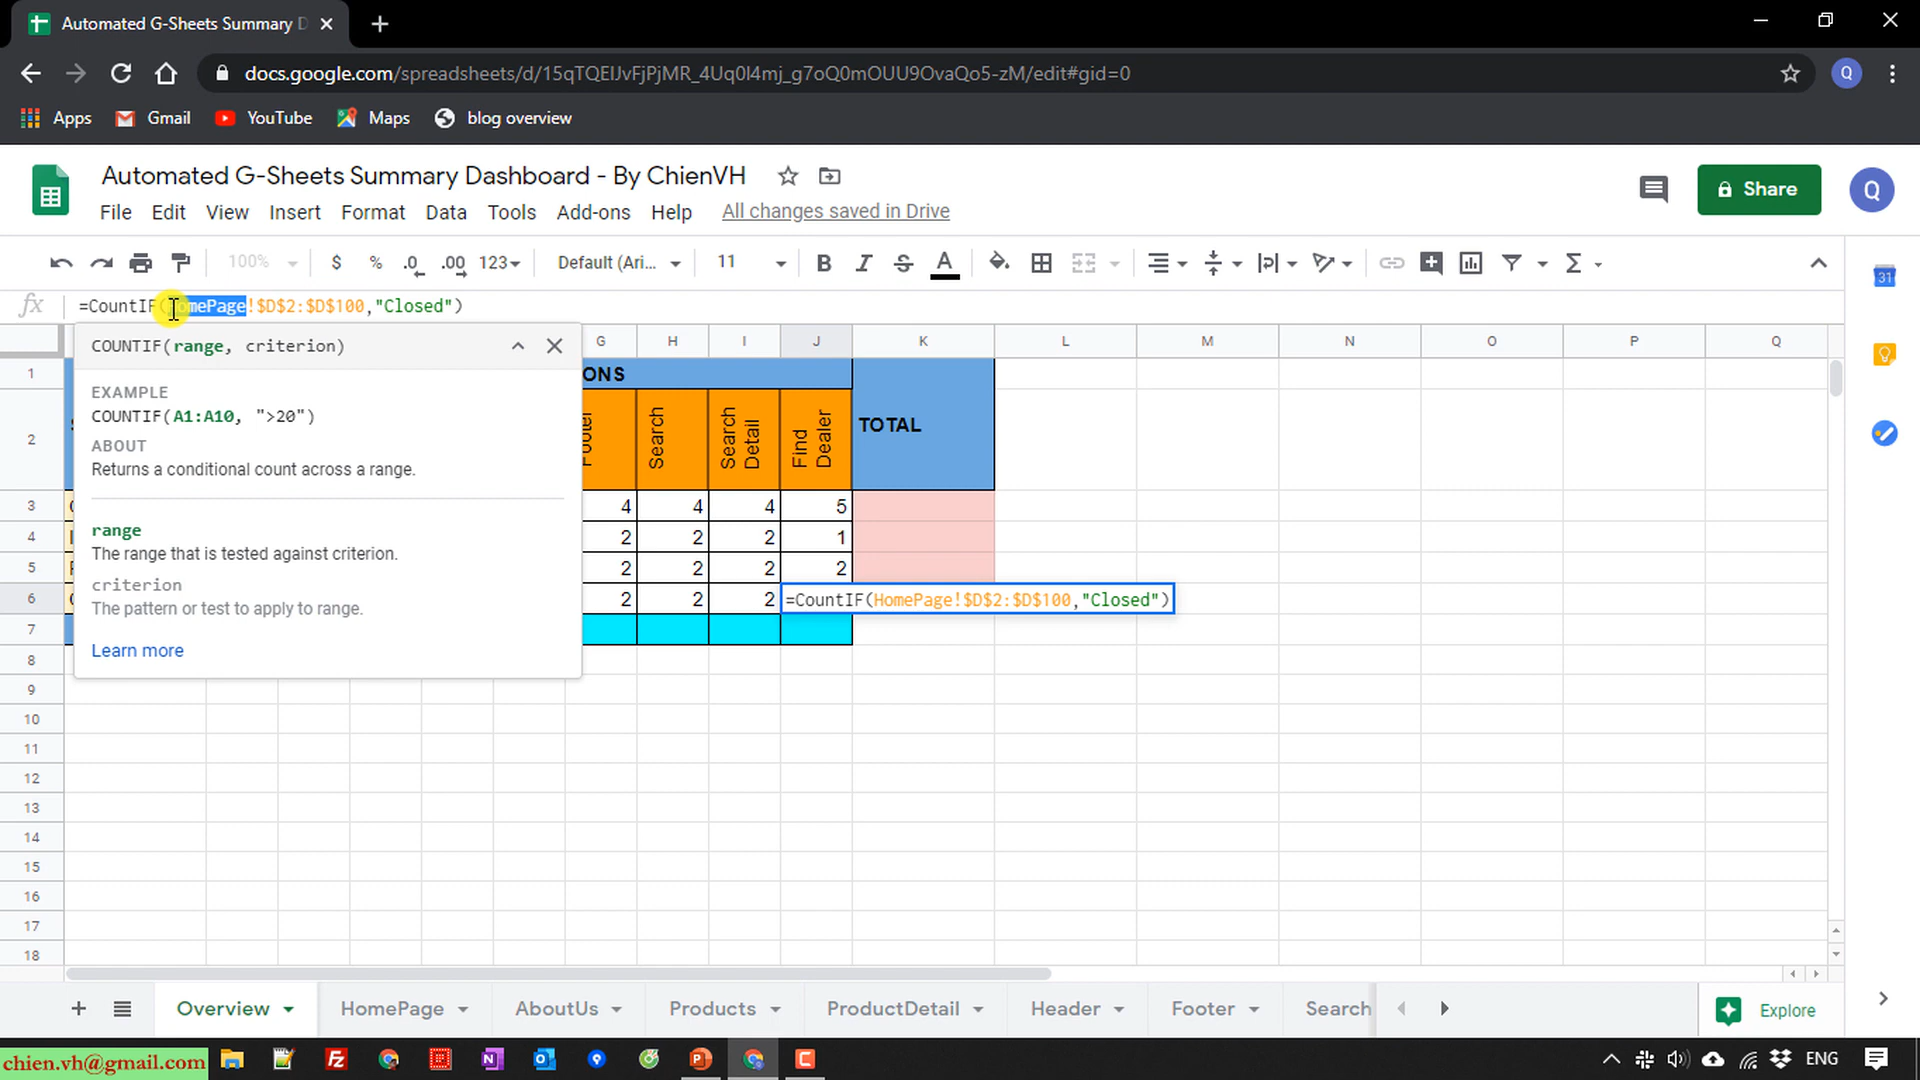 Automated G-Sheets Summary D
docs.google.com/spreadsheets/d/15qTQEIJvFjPjMR_4Uq0l4mj_g7oQ0mOUU9OvaQo5-zM/edit#gid=0
Q
Apps
Gmail
YouTube
Maps
blog overview
Automated G-Sheets Summary Dashboard - By ChienVH
Share
Q
File Edit View Insert Format Data Tools Add-ons Help All changes saved in Drive
100% $ % .0 .00 123 Default (Ari... 11 B I S A Σ
31
fx =CountIF(HomePage!$D$2:$D$100,"Closed")
COUNTIF(range, criterion)
EXAMPLE
COUNTIF(A1:A10, ">20")
ABOUT
Returns a conditional count across a range.
range
The range that is tested against criterion.
criterion
The pattern or test to apply to range.
Learn more
G H I J K L M N O P Q
1 ONS
2 Search Search Detail Find Dealer TOTAL
3 4 4 4 5
4 2 2 2 1
5 2 2 2 2
6 2 2 2 =CountIF(HomePage!$D$2:$D$100,"Closed")
7
8
9
10
11
12
13
14
15
16
17
18
Overview HomePage AboutUs Products ProductDetail Header Footer Search Explore
chien.vh@gmail.com
ENG